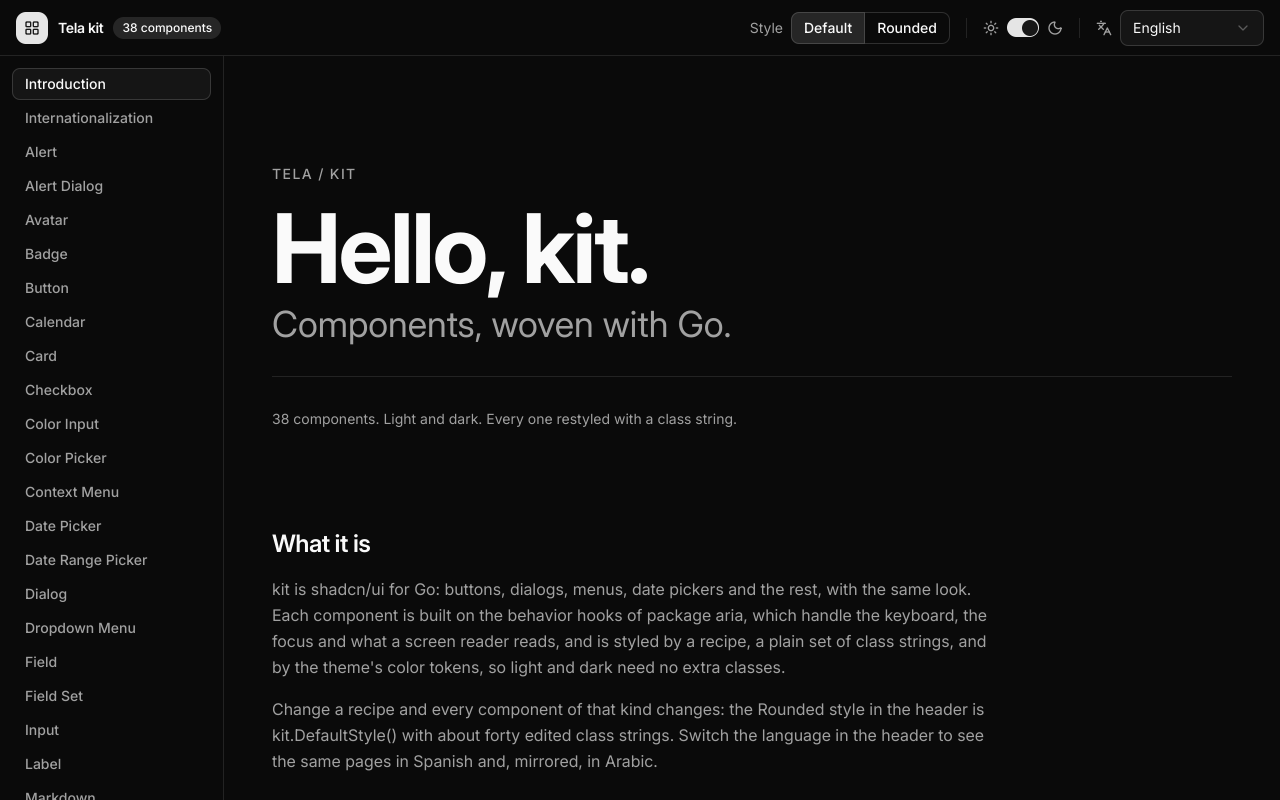 Tela kit
38 components
Style
Default
Rounded
English
Introduction
Internationalization
Alert
Alert Dialog
Avatar
Badge
Button
Calendar
Card
Checkbox
Color Input
Color Picker
Context Menu
Date Picker
Date Range Picker
Dialog
Dropdown Menu
Field
Field Set
Input
Label
Markdown
TELA / KIT
Hello, kit.
Components, woven with Go.
38 components. Light and dark. Every one restyled with a class string.
What it is
kit is shadcn/ui for Go: buttons, dialogs, menus, date pickers and the rest, with the same look.
Each component is built on the behavior hooks of package aria, which handle the keyboard, the
focus and what a screen reader reads, and is styled by a recipe, a plain set of class strings, and
by the theme's color tokens, so light and dark need no extra classes.
Change a recipe and every component of that kind changes: the Rounded style in the header is
kit.DefaultStyle() with about forty edited class strings. Switch the language in the header to see
the same pages in Spanish and, mirrored, in Arabic.